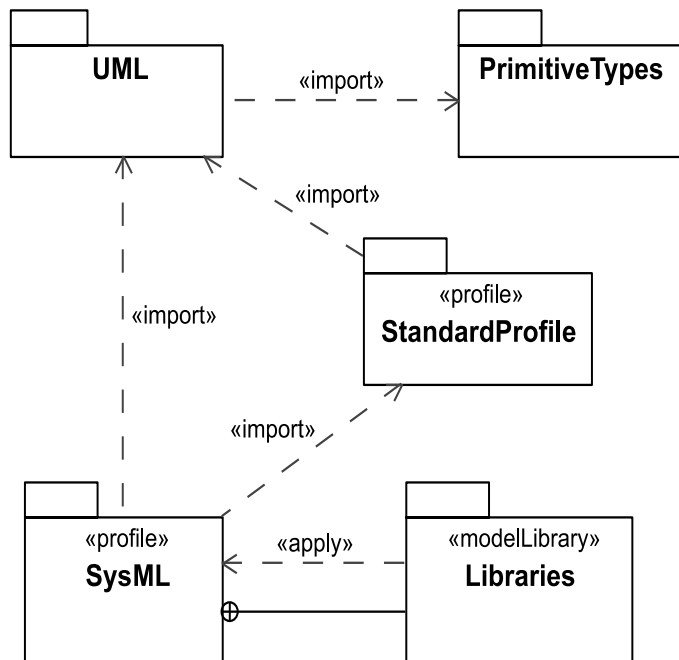 UML
«import»
PrimitiveTypes
«import»
«profile»
StandardProfile
«import»
«import»
«profile»
SysML
«apply»
«modelLibrary»
Libraries